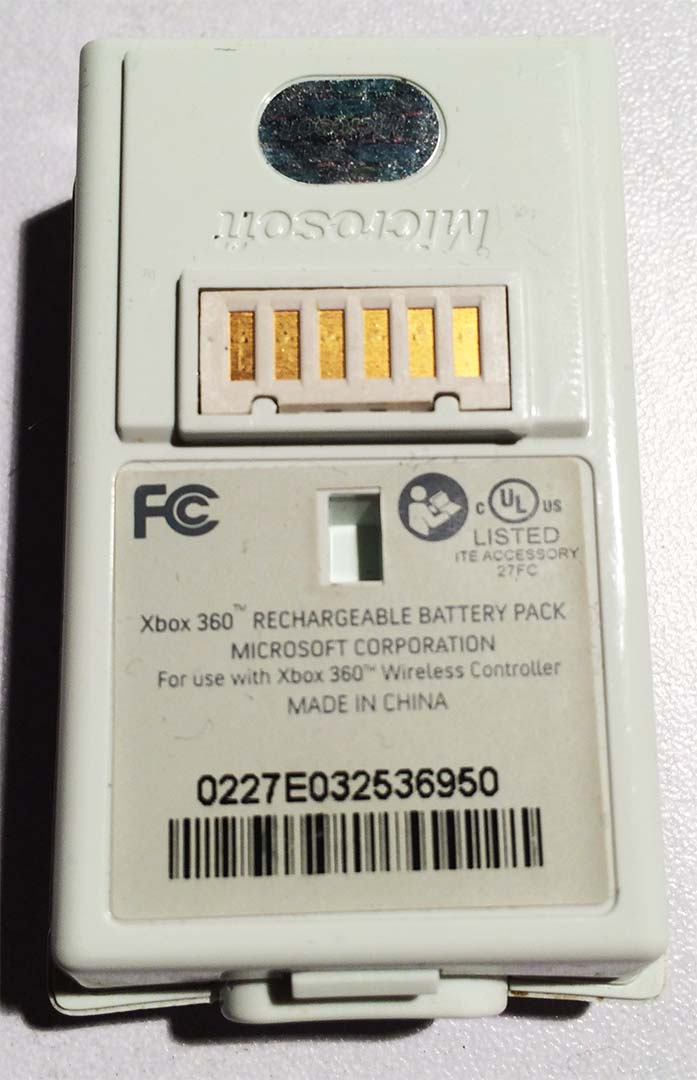 Microsoft
FC
c UL US
LISTED
ITE ACCESSORY
27FC
Xbox 360™ RECHARGEABLE BATTERY PACK
MICROSOFT CORPORATION
For use with Xbox 360™ Wireless Controller
MADE IN CHINA
0227E032536950